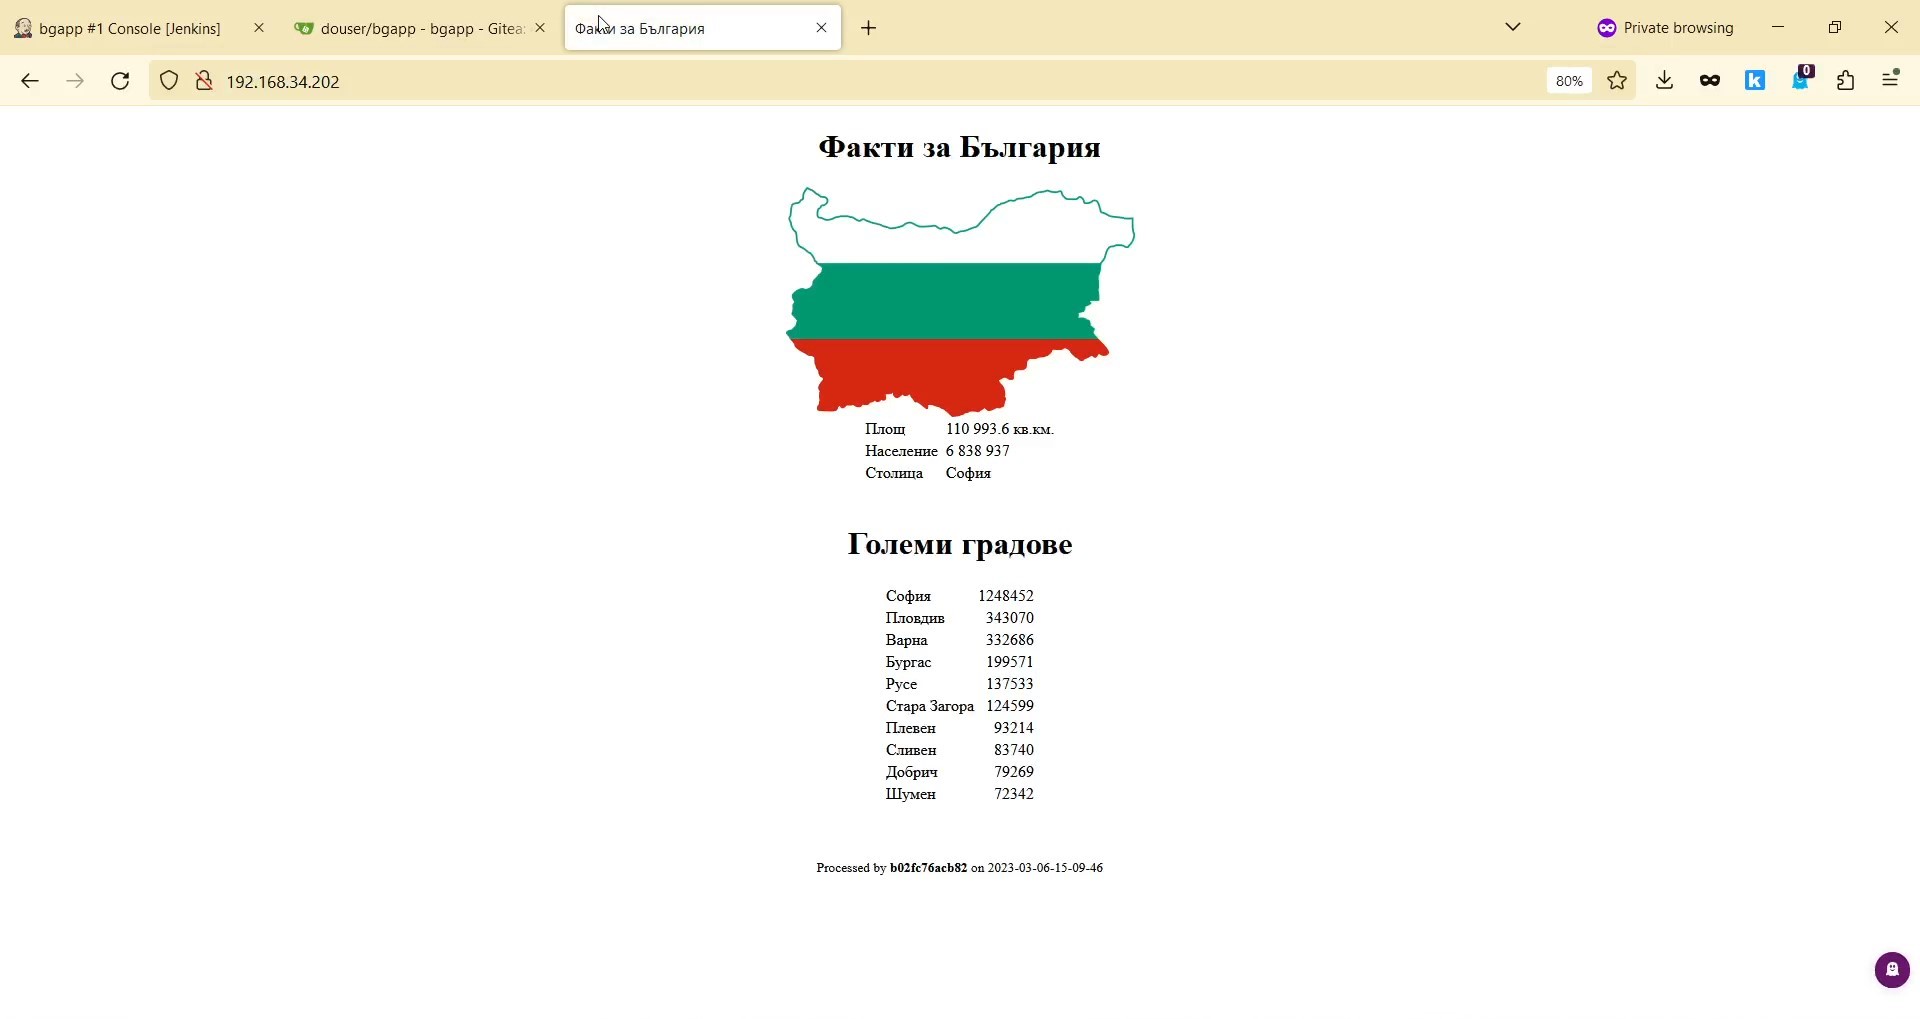 bgapp #1 Console [Jenkins]
douser/bgapp - bgapp - Gitea:
Факти за България
Private browsing
192.168.34.202
80%
0
Факти за България
Площ 110 993.6 кв.км.
Население 6 838 937
Столица София
Големи градове
София 1248452
Пловдив 343070
Варна 332686
Бургас 199571
Русе 137533
Стара Загора 124599
Плевен 93214
Сливен 83740
Добрич 79269
Шумен 72342
Processed by b02fc76acb82 on 2023-03-06-15-09-46